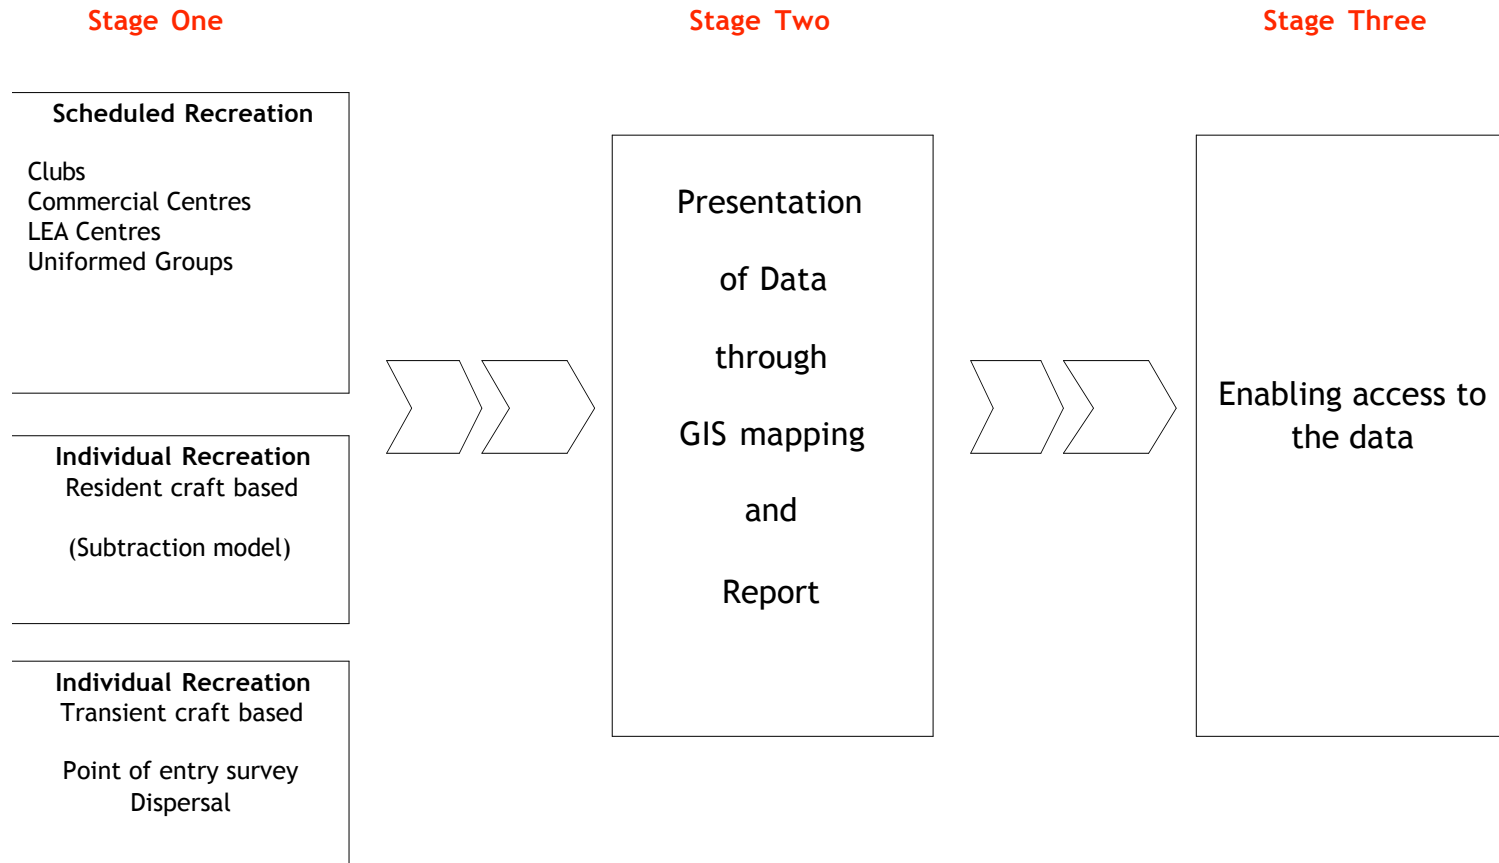 Stage One
Stage Two
Stage Three
Scheduled Recreation
Clubs
Commercial Centres
LEA Centres
Uniformed Groups
Individual Recreation
Resident craft based
(Subtraction model)
Individual Recreation
Transient craft based
Point of entry survey
Dispersal
Presentation
of Data
through
GIS mapping
and
Report
Enabling access to
the data